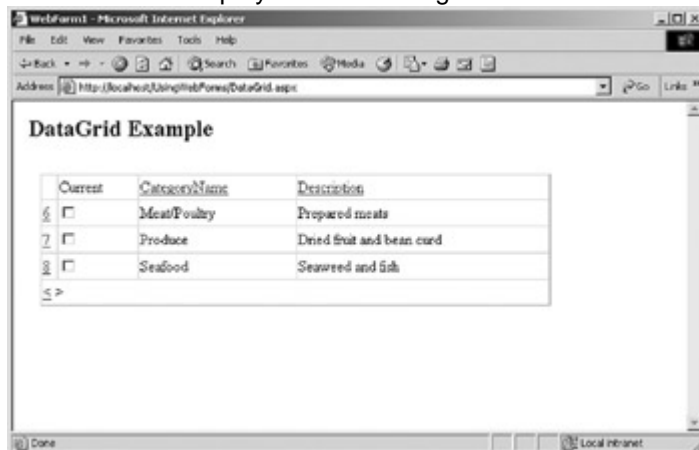 WebForm1 - Microsoft Internet Explorer
File Edit View Favorites Tools Help
Back Search Favorites Media
Address http://localhost/UsingWebForms/DataGrid.aspx Go Links »
DataGrid Example
Current CategoryName Description
6 Meat/Poultry Prepared meats
7 Produce Dried fruit and bean curd
8 Seafood Seaweed and fish
< >
Done Local intranet